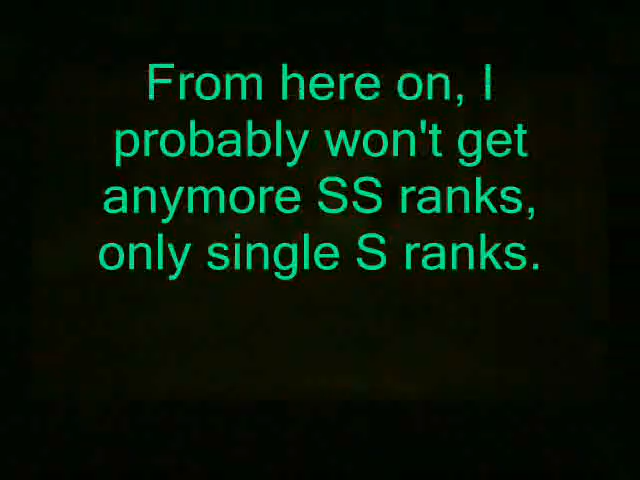 From here on, I
probably won't get
anymore SS ranks,
only single S ranks.